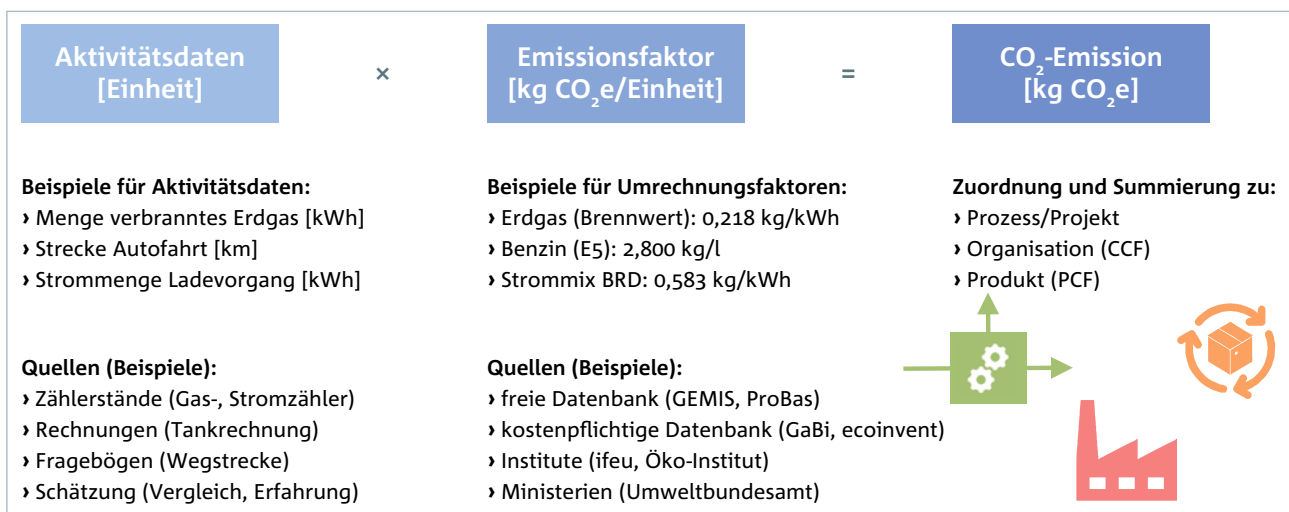 Aktivitätsdaten
[Einheit]
×
Emissionsfaktor
[kg CO₂e/Einheit]
=
CO₂-Emission
[kg CO₂e]
Beispiele für Aktivitätsdaten:
› Menge verbranntes Erdgas [kWh]
› Strecke Autofahrt [km]
› Strommenge Ladevorgang [kWh]
Quellen (Beispiele):
› Zählerstände (Gas-, Stromzähler)
› Rechnungen (Tankrechnung)
› Fragebögen (Wegstrecke)
› Schätzung (Vergleich, Erfahrung)
Beispiele für Umrechnungsfaktoren:
› Erdgas (Brennwert): 0,218 kg/kWh
› Benzin (E5): 2,800 kg/l
› Strommix BRD: 0,583 kg/kWh
Quellen (Beispiele):
› freie Datenbank (GEMIS, ProBas)
› kostenpflichtige Datenbank (GaBi, ecoinvent)
› Institute (ifeu, Öko-Institut)
› Ministerien (Umweltbundesamt)
Zuordnung und Summierung zu:
› Prozess/Projekt
› Organisation (CCF)
› Produkt (PCF)